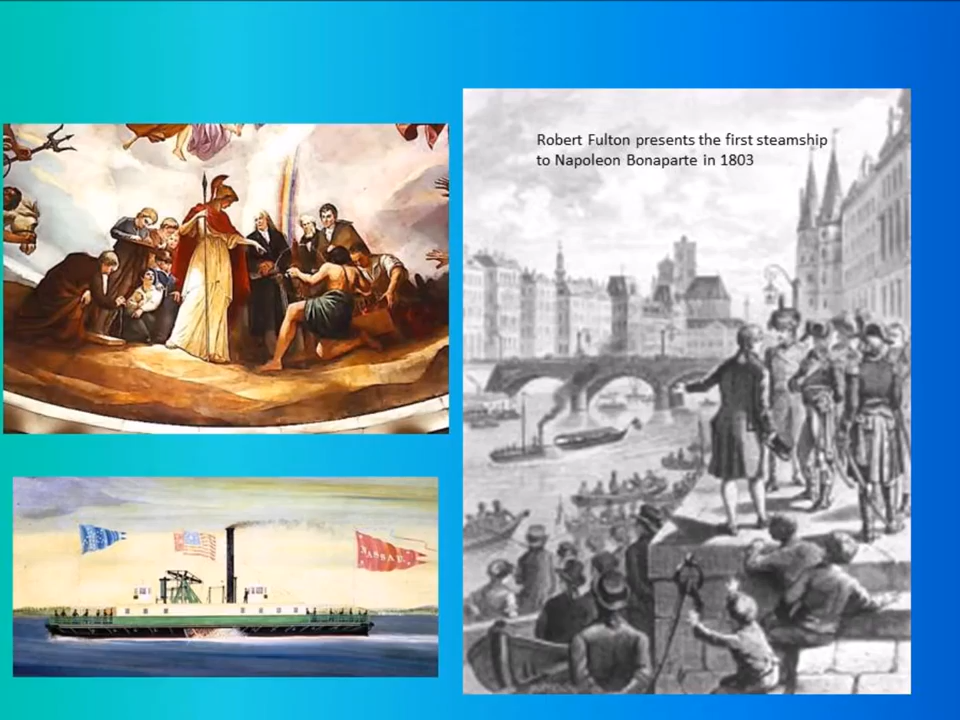 Robert Fulton presents the first steamship
to Napoleon Bonaparte in 1803
NASSAU